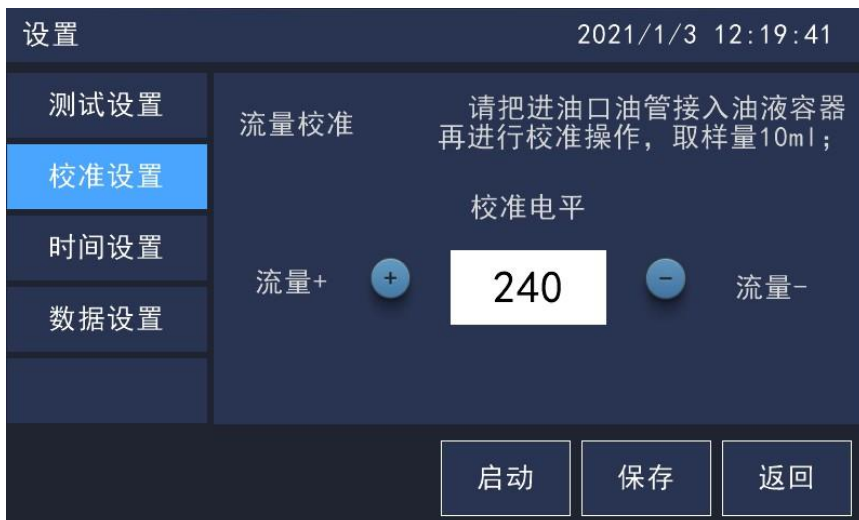 设置
2021/1/3 12:19:41
测试设置
校准设置
时间设置
数据设置
流量校准
请把进油口油管接入油液容器
再进行校准操作，取样量10ml；
校准电平
流量+
+
240
-
流量-
启动
保存
返回